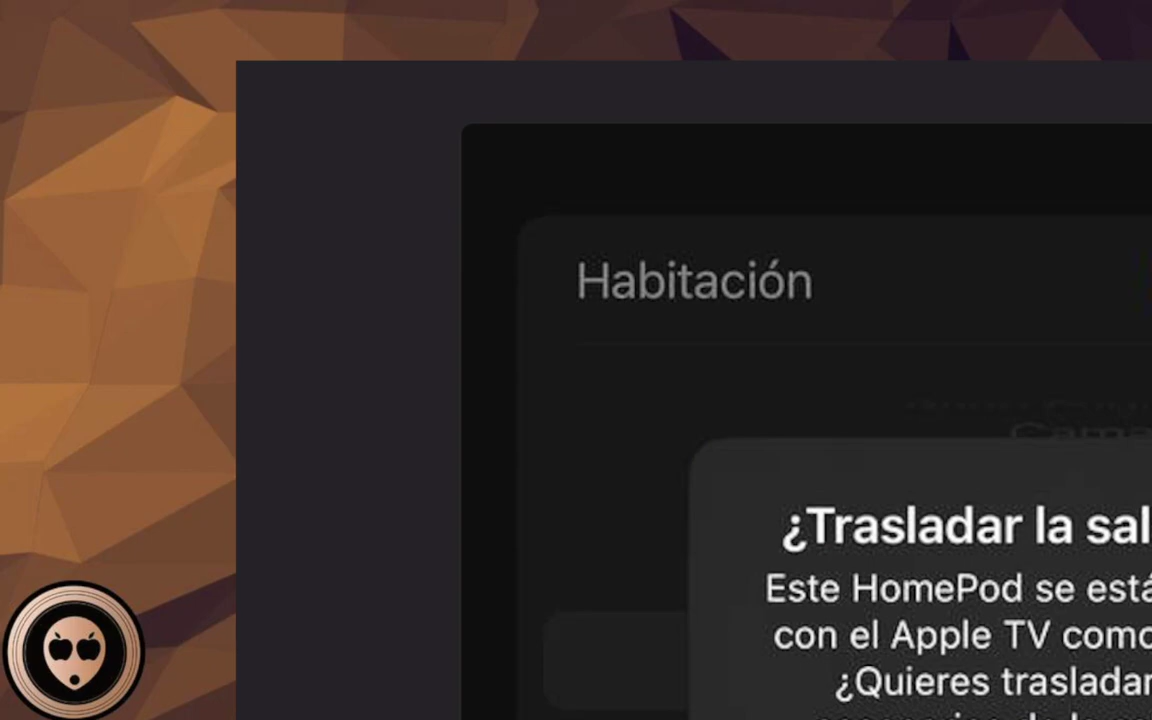 Habitación
¿Trasladar la sal
Este HomePod se está
con el Apple TV como
¿Quieres trasladar